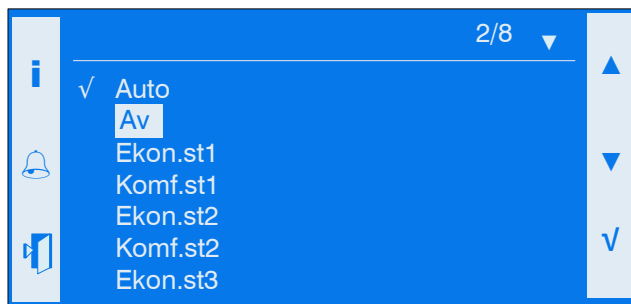 2/8 ▼
√ Auto
Av
Ekon.st1
Komf.st1
Ekon.st2
Komf.st2
Ekon.st3
i
√